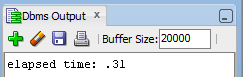 Dbms Output
Buffer Size: 20000
elapsed time: .31